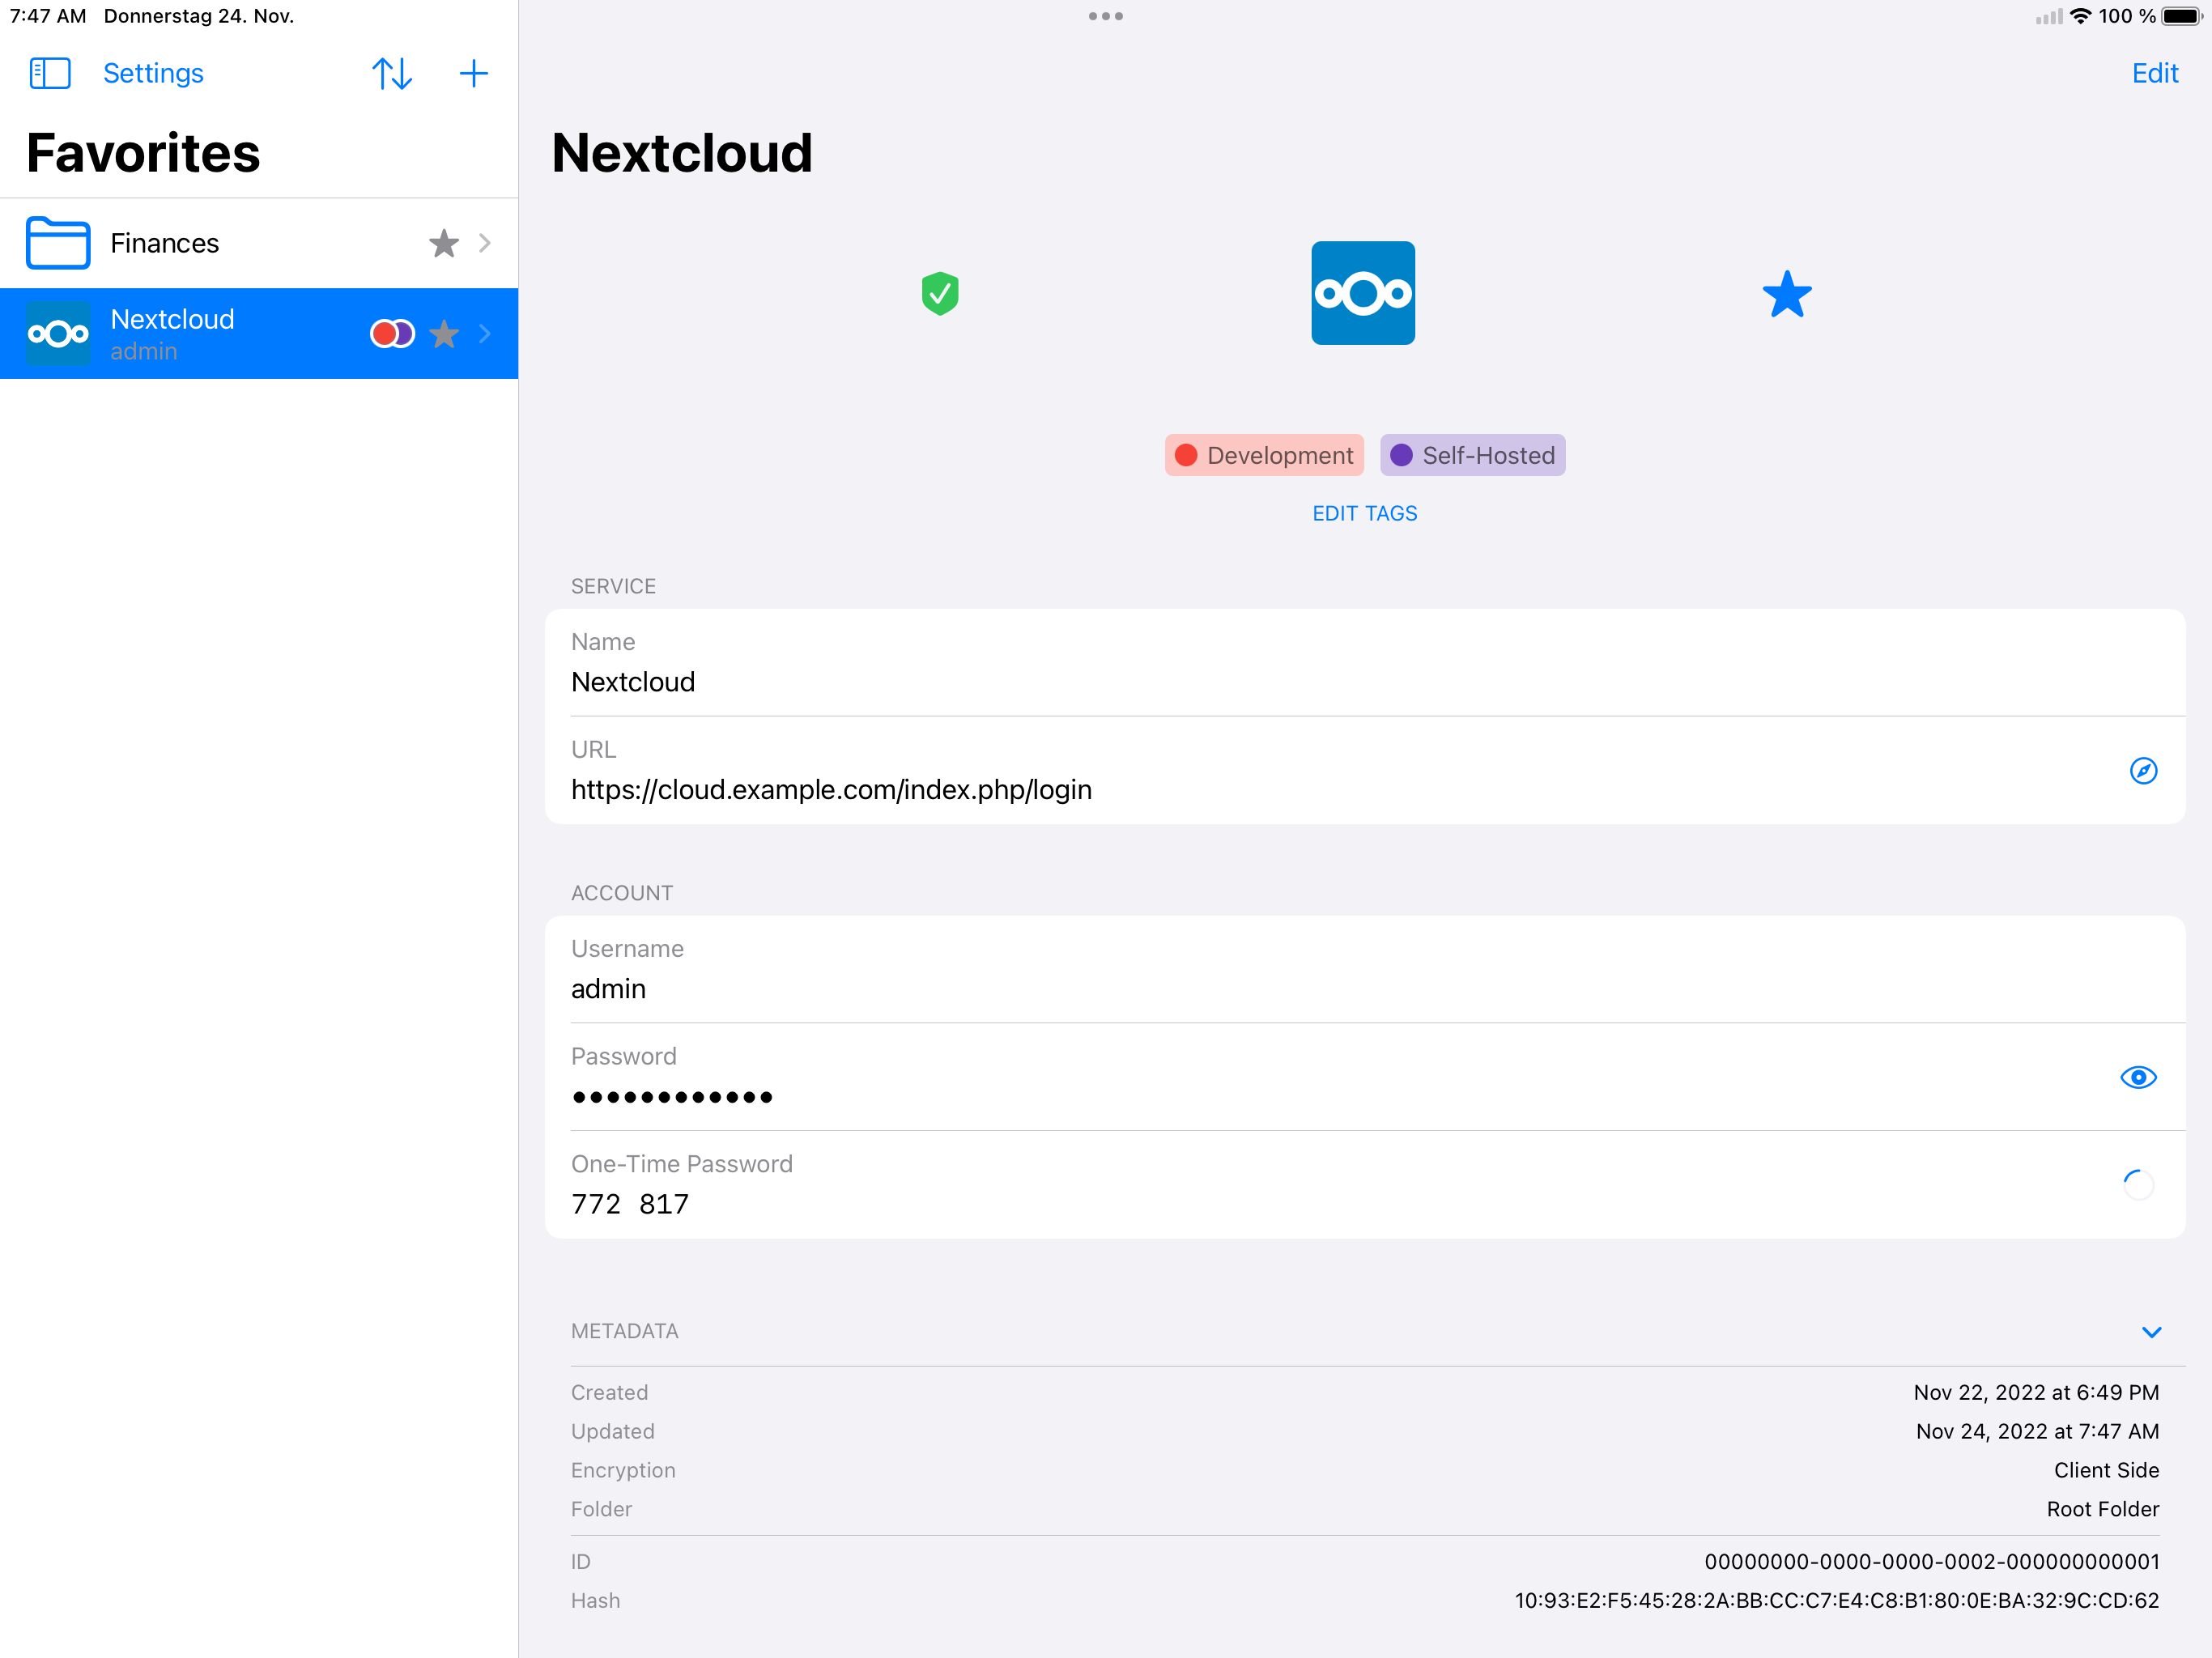 7:47 AM Donnerstag 24. Nov.
100 %
Settings
Edit
Favorites
Finances
Nextcloud
admin
Nextcloud
Development
Self-Hosted
EDIT TAGS
SERVICE
Name
Nextcloud
URL
https://cloud.example.com/index.php/login
ACCOUNT
Username
admin
Password
••••••••••••
One-Time Password
772 817
METADATA
Created Nov 22, 2022 at 6:49 PM
Updated Nov 24, 2022 at 7:47 AM
Encryption Client Side
Folder Root Folder
ID 00000000-0000-0000-0002-000000000001
Hash 10:93:E2:F5:45:28:2A:BB:CC:C7:E4:C8:B1:80:0E:BA:32:9C:CD:62